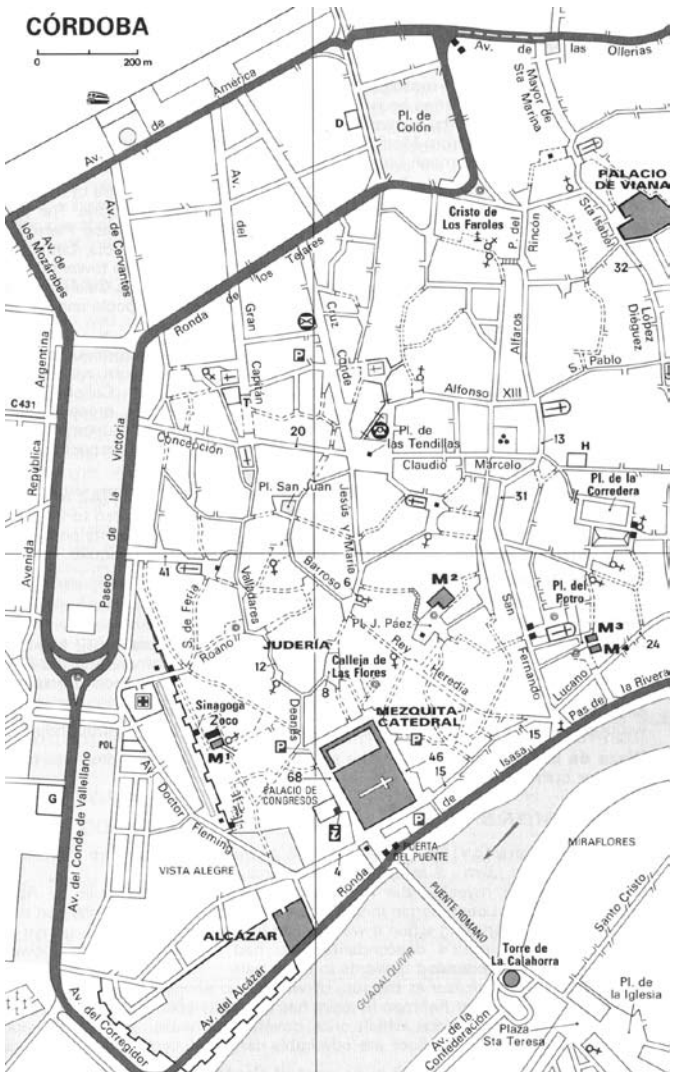 CÓRDOBA
0 200 m
Av. de las Ollerías
Mayor de Sta Marina
Av. de América
D
Pl. de Colón
PALACIO DE VIANA
Sta Isabel
Cristo de Los Faroles
P. del Rincón
32
López Diéguez
Av. de los Mozárabes
Av. de Cervantes
Av. del Gran Capitán
Ronda de los Tejares
Cruz Conde
Alfaros
S. Pablo
P
Argentina
C 431
T
Alfonso XIII
Concepción
20
Pl. de las Tendillas
13
H
Claudio Marcelo
Pl. de la Corredera
Avenida República
Paseo de la Victoria
Pl. San Juan
Jesús y María
31
41
Valladares
Barroso
6
M²
S. de Feria
Roano
Pl. J. Páez
San Fernando
Pl. del Potro
M³
M⁴
24
JUDERÍA
12
Calleja de Las Flores
Rey Heredia
Lucano
8
Sinagoga
Zoco
M¹
Deanes
MEZQUITA-CATEDRAL
15
Pas de la Rivera
P
P
46
15
POL
68
PALACIO DE CONGRESOS
Ronda de Isasa
G
Av. Doctor Fleming
i
P
MIRAFLORES
VISTA ALEGRE
4
PUERTA DEL PUENTE
Av. del Conde de Vallellano
PUENTE ROMANO
Santo Cristo
ALCÁZAR
Torre de La Calahorra
GUADALQUIVIR
Av. del Alcázar
Pl. de la Iglesia
Av. del Corregidor
Av. de la Confederación
Plaza Sta Teresa